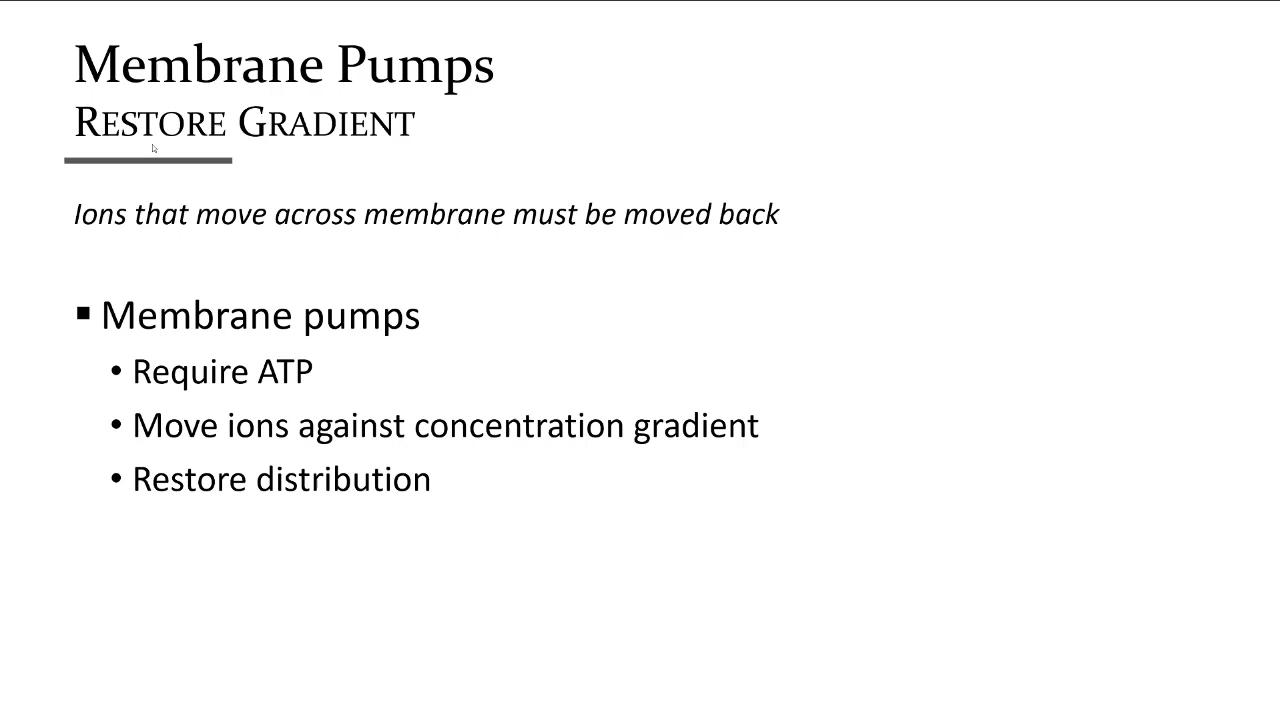 Membrane Pumps
RESTORE GRADIENT
Ions that move across membrane must be moved back
▪ Membrane pumps
• Require ATP
• Move ions against concentration gradient
• Restore distribution